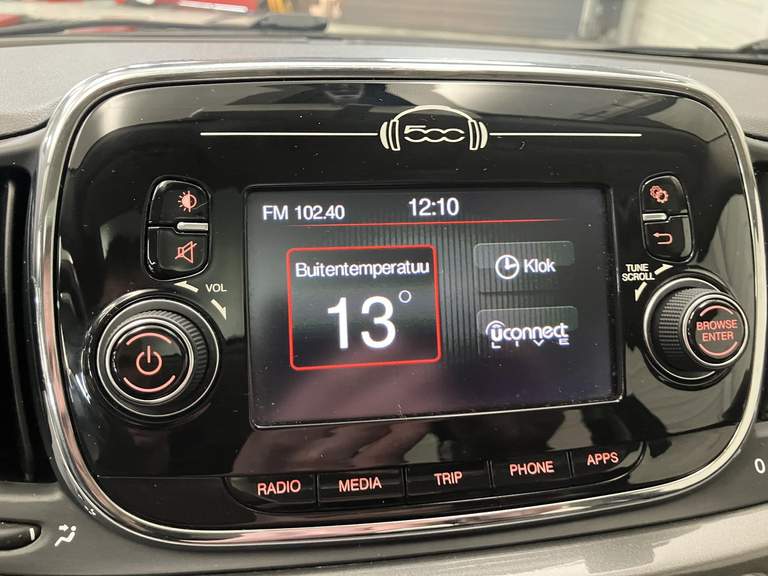 500
FM 102.40 12:10
Buitentemperatuu
13°
Klok
uconnect
LIVE
VOL
TUNE
SCROLL
BROWSE
ENTER
RADIO MEDIA TRIP PHONE APPS
0